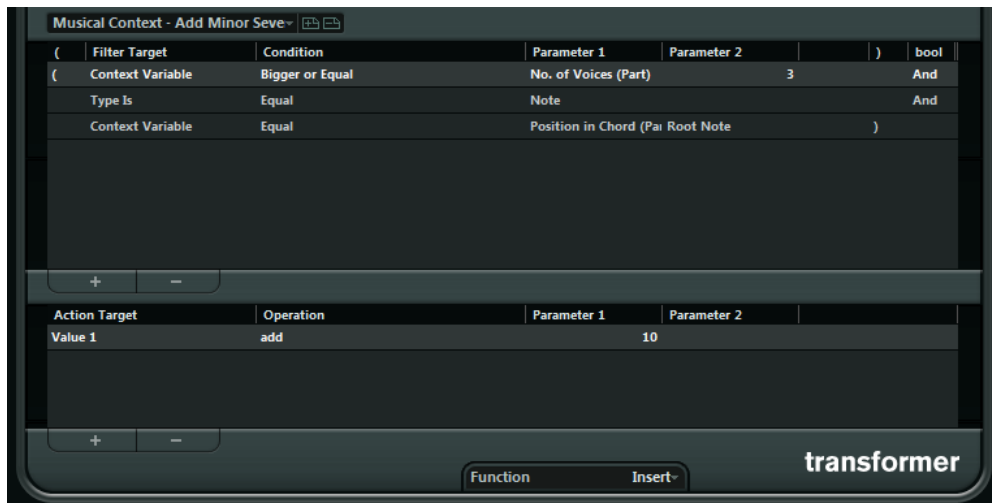 Musical Context - Add Minor Seve
( Filter Target Condition Parameter 1 Parameter 2 ) bool
( Context Variable Bigger or Equal No. of Voices (Part) 3 And
Type Is Equal Note And
Context Variable Equal Position in Chord (Pa Root Note )
+ −
Action Target Operation Parameter 1 Parameter 2
Value 1 add 10
+ −
transformer
Function Insert